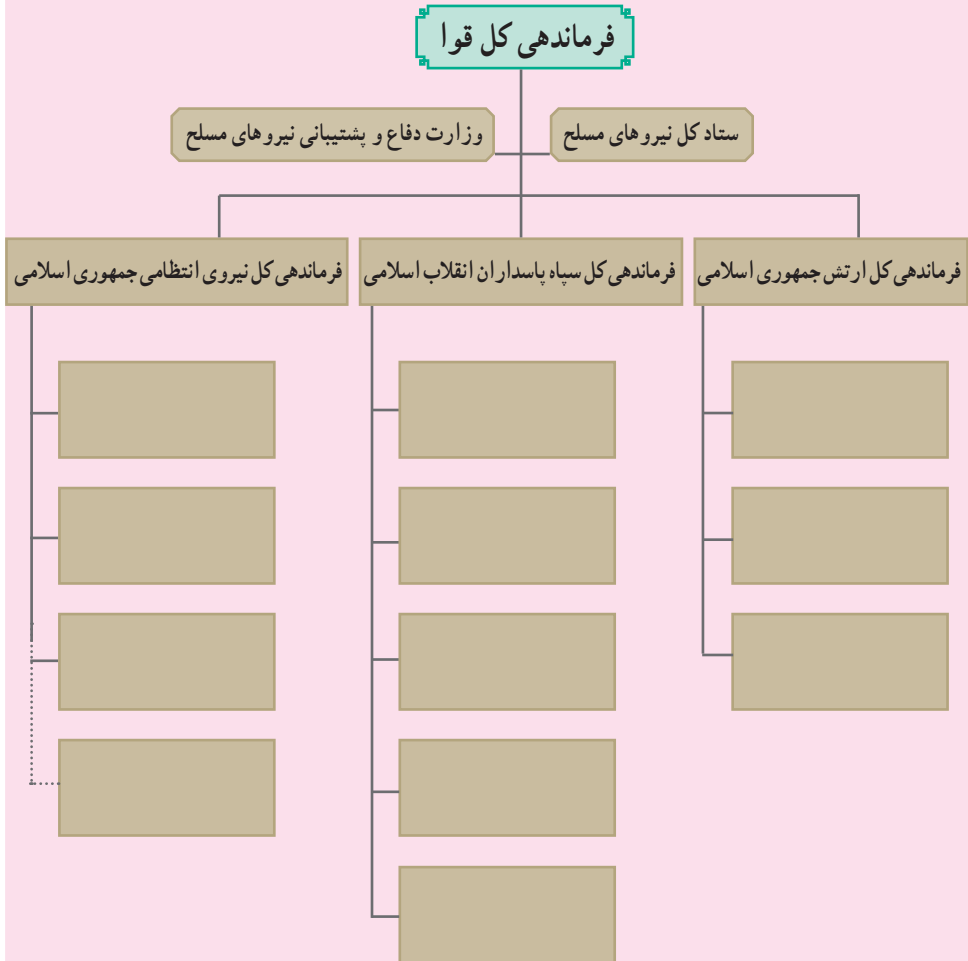 فرماندهی کل قوا
ستاد کل نیروهای مسلح
وزارت دفاع و پشتیبانی نیروهای مسلح
فرماندهی کل ارتش جمهوری اسلامی
فرماندهی کل سپاه پاسداران انقلاب اسلامی
فرماندهی کل نیروی انتظامی جمهوری اسلامی